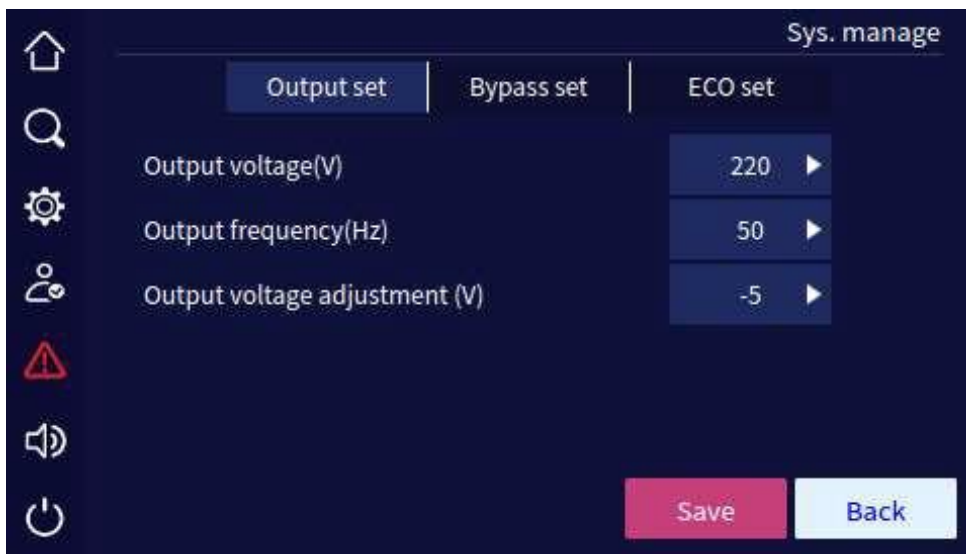 Sys. manage
Output set Bypass set ECO set
Output voltage(V) 220
Output frequency(Hz) 50
Output voltage adjustment (V) -5
Save Back